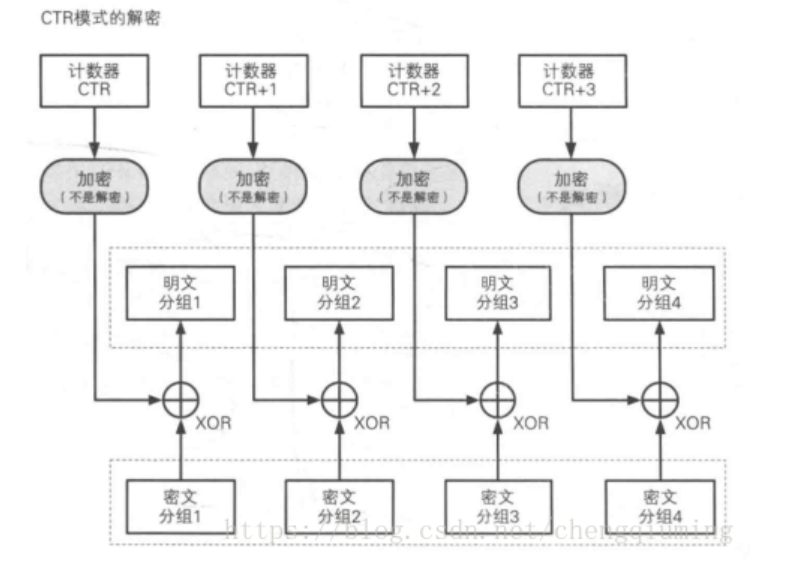 CTR模式的解密
计数器
CTR
计数器
CTR+1
计数器
CTR+2
计数器
CTR+3
加密
(不是解密)
加密
(不是解密)
加密
(不是解密)
加密
(不是解密)
明文
分组1
明文
分组2
明文
分组3
明文
分组4
XOR
XOR
XOR
XOR
密文
分组1
密文
分组2
密文
分组3
密文
分组4
https://blog.csdn.net/chengqiuming